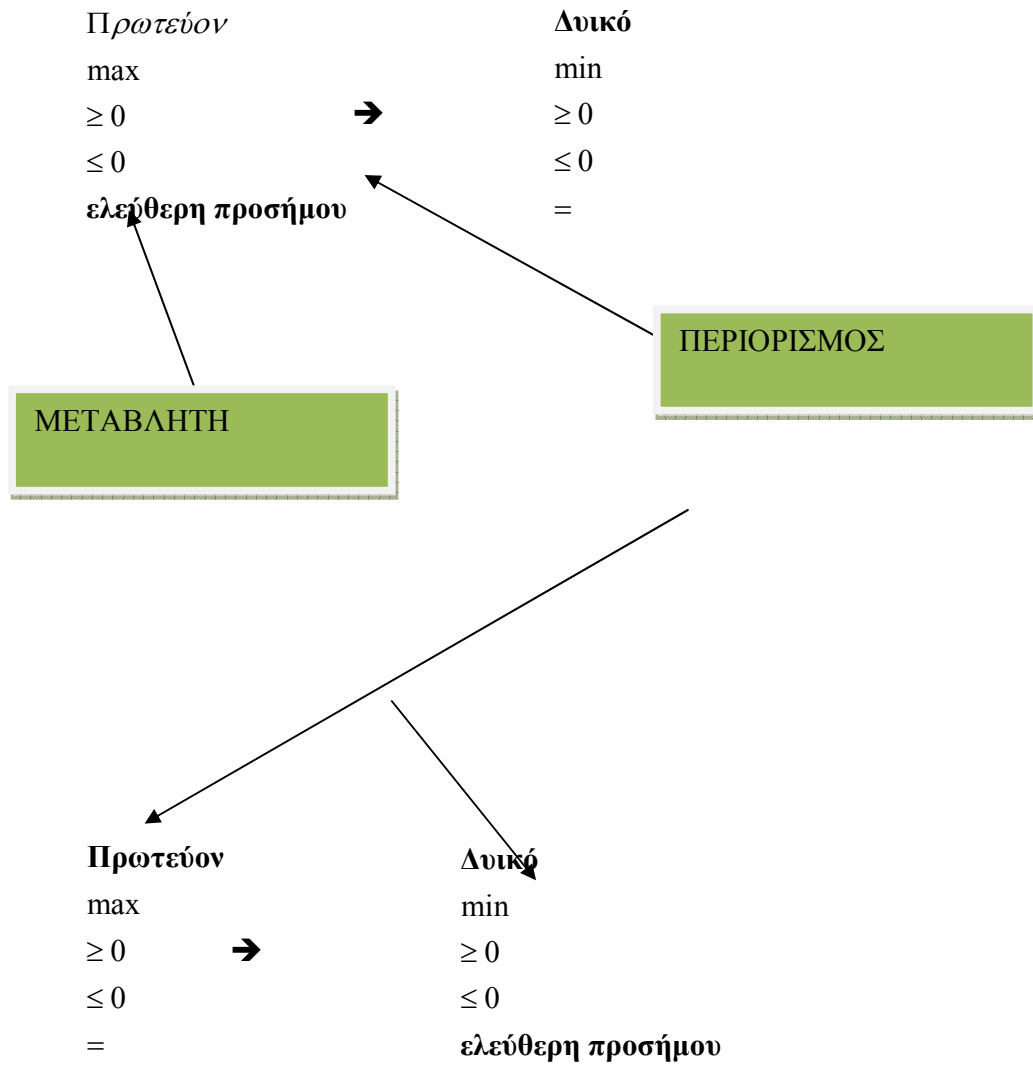 Πρωτεύον Δυικό
max min
≥ 0 ➔ ≥ 0
≤ 0 ≤ 0
ελεύθερη προσήμου =
ΠΕΡΙΟΡΙΣΜΟΣ
ΜΕΤΑΒΛΗΤΗ
Πρωτεύον Δυικό
max min
≥ 0 ➔ ≥ 0
≤ 0 ≤ 0
= ελεύθερη προσήμου